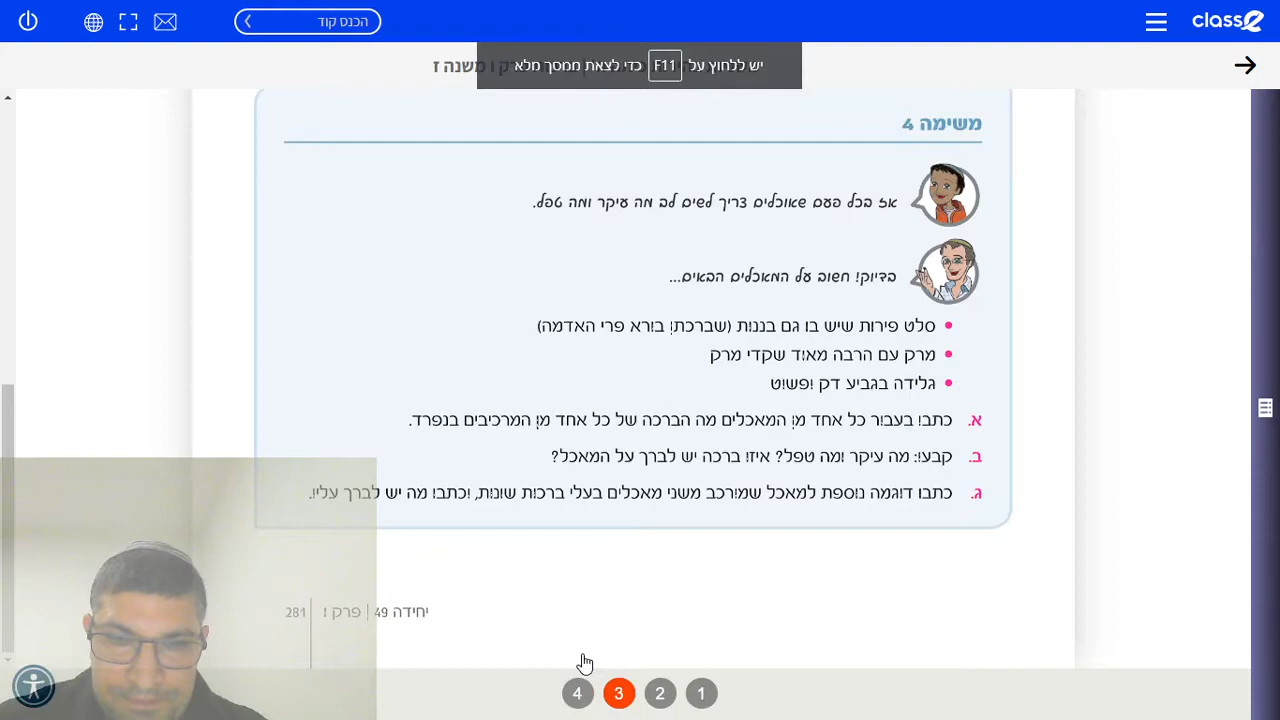 הכנס קוד
classe
יש ללחוץ על F11 כדי לצאת ממסך מלא
ו משנה ז
משימה 4
אז בכל פעם שאוכלים צריך לשים לב מה עיקר ומה טפל.
בדיוק! חשוב על המאוכלים הבאים...
סלט פירות שיש בו גם בננות (שברכתן בורא פרי האדמה)
מרק עם הרבה מאוד שקדי מרק
גלידה בגביע דק ופשוט
א. כתבו בעבור כל אחד מן המאכלים מה הברכה של כל אחד מן המרכיבים בנפרד.
ב. קבעו: מה עיקר ומה טפל? איזו ברכה יש לברך על המאכל?
ג. כתבו דוגמה נוספת למאכל שמורכב משני מאכלים בעלי ברכות שונות, וכתבו מה יש לברך עליו.
יחידה 49 | פרק ו | 281
1 2 3 4